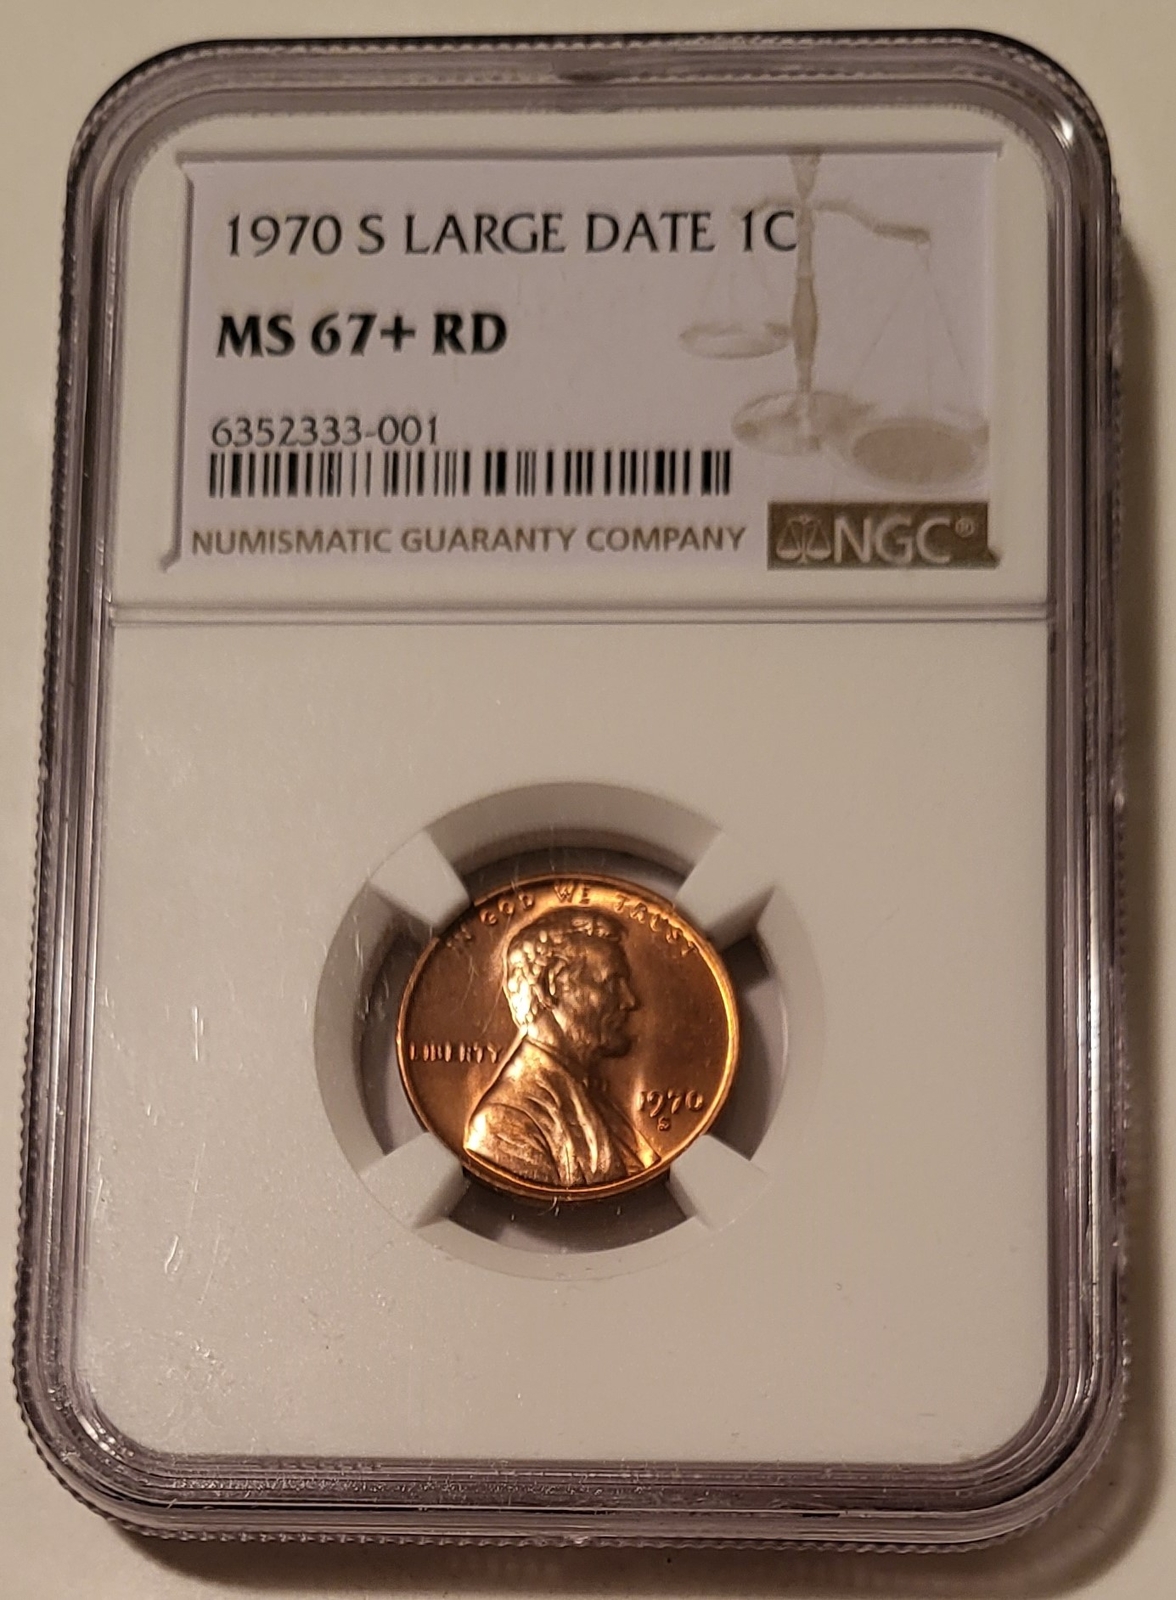 1970 S LARGE DATE 1C
MS 67+ RD
6352333-001
NUMISMATIC GUARANTY COMPANY NGC®
IN GOD WE TRUST
LIBERTY
1970
S